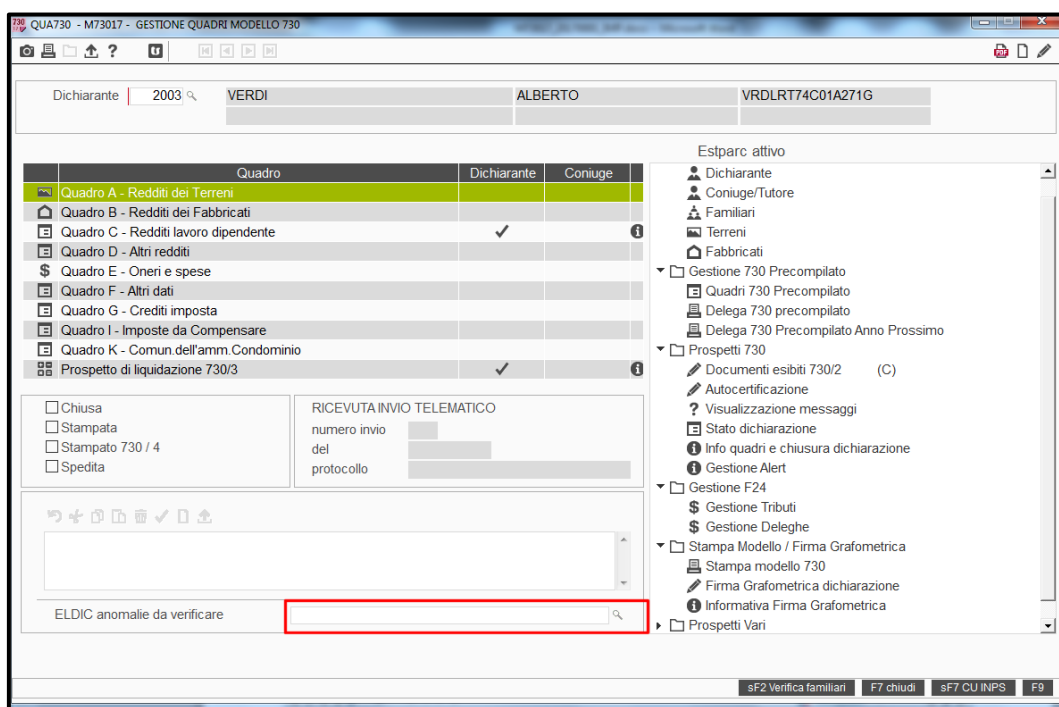 QUA730 - M73017 - GESTIONE QUADRI MODELLO 730
Dichiarante 2003 VERDI ALBERTO VRDLRT74C01A271G
Estparc attivo
Quadro Dichiarante Coniuge
Quadro A - Redditi dei Terreni
Quadro B - Redditi dei Fabbricati
Quadro C - Redditi lavoro dipendente
Quadro D - Altri redditi
Quadro E - Oneri e spese
Quadro F - Altri dati
Quadro G - Crediti imposta
Quadro I - Imposte da Compensare
Quadro K - Comun.dell'amm.Condominio
Prospetto di liquidazione 730/3
Chiusa
Stampata
Stampato 730 / 4
Spedita
RICEVUTA INVIO TELEMATICO
numero invio
del
protocollo
ELDIC anomalie da verificare
Dichiarante
Coniuge/Tutore
Familiari
Terreni
Fabbricati
Gestione 730 Precompilato
Quadri 730 Precompilato
Delega 730 precompilato
Delega 730 Precompilato Anno Prossimo
Prospetti 730
Documenti esibiti 730/2 (C)
Autocertificazione
Visualizzazione messaggi
Stato dichiarazione
Info quadri e chiusura dichiarazione
Gestione Alert
Gestione F24
Gestione Tributi
Gestione Deleghe
Stampa Modello / Firma Grafometrica
Stampa modello 730
Firma Grafometrica dichiarazione
Informativa Firma Grafometrica
Prospetti Vari
sF2 Verifica familiari F7 chiudi sF7 CU INPS F9